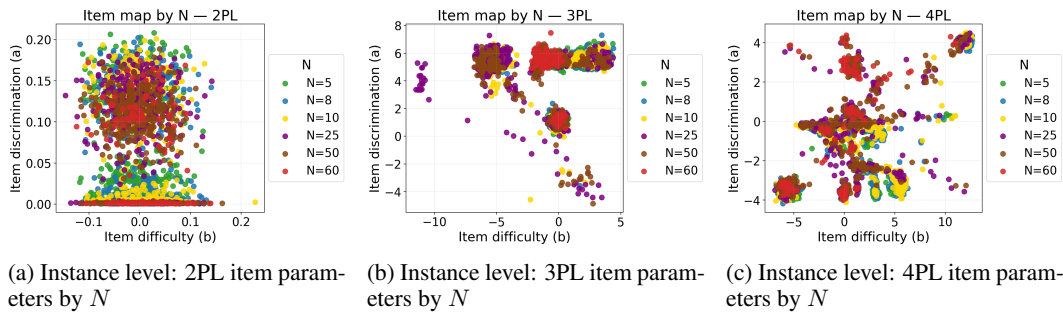 Item map by N — 2PL
Item discrimination (a)
0.20
0.15
0.10
0.05
0.00
−0.1
0.0
0.1
0.2
Item difficulty (b)
N
N=5
N=8
N=10
N=25
N=50
N=60
(a) Instance level: 2PL item param-
eters by N
Item map by N — 3PL
Item discrimination (a)
8
6
4
2
0
−2
−4
−10
−5
0
5
Item difficulty (b)
N
N=5
N=8
N=10
N=25
N=50
N=60
(b) Instance level: 3PL item param-
eters by N
Item map by N — 4PL
Item discrimination (a)
4
2
0
−2
−4
−5
0
5
10
Item difficulty (b)
N
N=5
N=8
N=10
N=25
N=50
N=60
(c) Instance level: 4PL item param-
eters by N